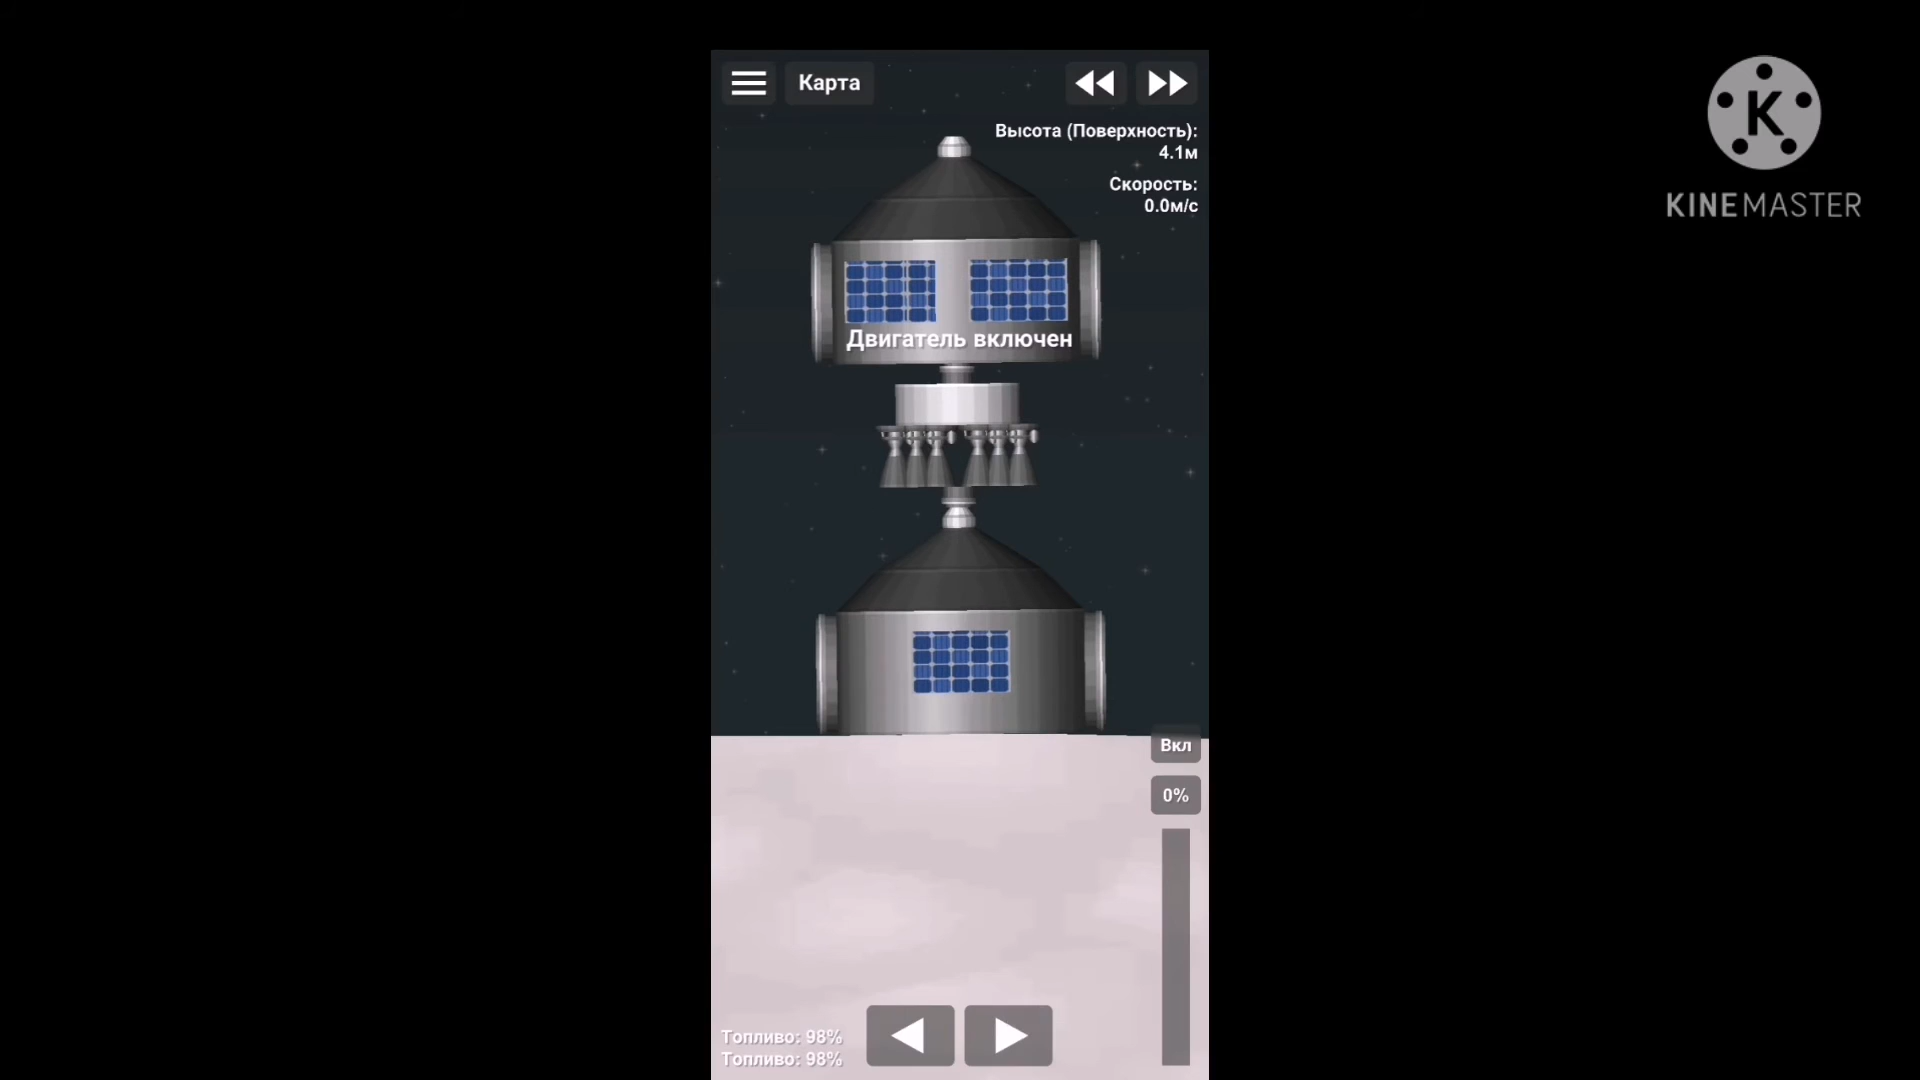 Карта
Высота (Поверхность):
4.1м
Скорость:
0.0м/с
K
KINEMASTER
Двигатель включен
Вкл
0%
Топливо: 98%
Топливо: 98%